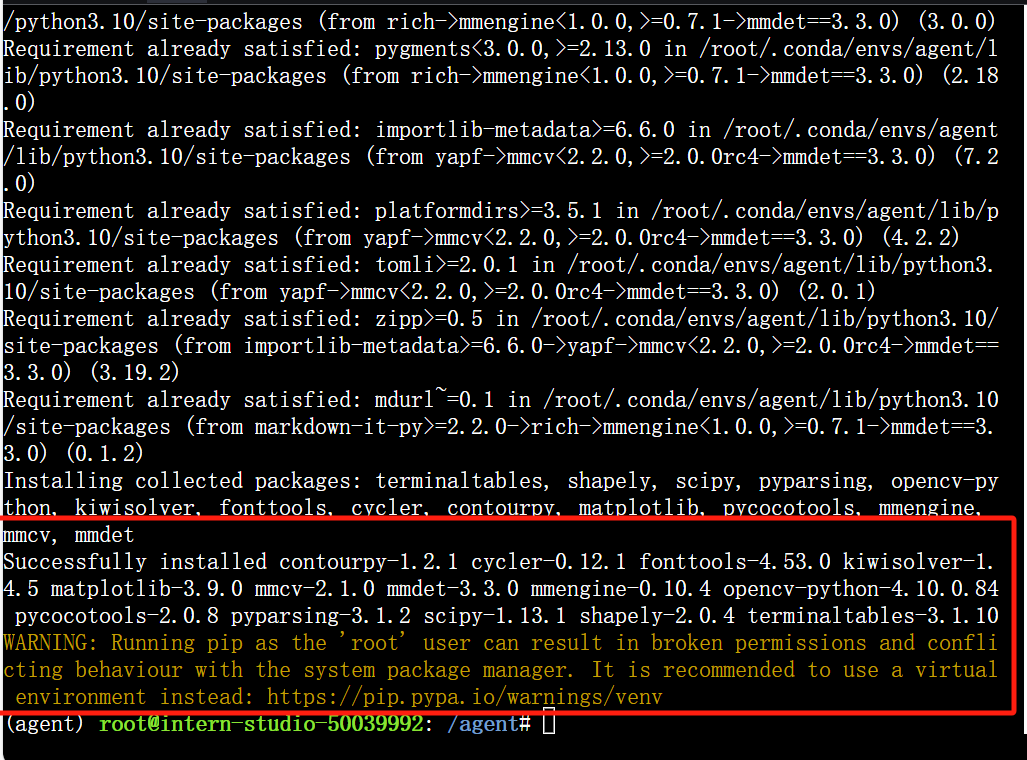 /python3.10/site-packages (from rich->mmengine<1.0.0,>=0.7.1->mmdet==3.3.0) (3.0.0)
Requirement already satisfied: pygments<3.0.0,>=2.13.0 in /root/.conda/envs/agent/l
ib/python3.10/site-packages (from rich->mmengine<1.0.0,>=0.7.1->mmdet==3.3.0) (2.18
.0)
Requirement already satisfied: importlib-metadata>=6.6.0 in /root/.conda/envs/agent
/lib/python3.10/site-packages (from yapf->mmcv<2.2.0,>=2.0.0rc4->mmdet==3.3.0) (7.2
.0)
Requirement already satisfied: platformdirs>=3.5.1 in /root/.conda/envs/agent/lib/p
ython3.10/site-packages (from yapf->mmcv<2.2.0,>=2.0.0rc4->mmdet==3.3.0) (4.2.2)
Requirement already satisfied: tomli>=2.0.1 in /root/.conda/envs/agent/lib/python3.
10/site-packages (from yapf->mmcv<2.2.0,>=2.0.0rc4->mmdet==3.3.0) (2.0.1)
Requirement already satisfied: zipp>=0.5 in /root/.conda/envs/agent/lib/python3.10/
site-packages (from importlib-metadata>=6.6.0->yapf->mmcv<2.2.0,>=2.0.0rc4->mmdet==
3.3.0) (3.19.2)
Requirement already satisfied: mdurl~=0.1 in /root/.conda/envs/agent/lib/python3.10
/site-packages (from markdown-it-py>=2.2.0->rich->mmengine<1.0.0,>=0.7.1->mmdet==3.
3.0) (0.1.2)
Installing collected packages: terminaltables, shapely, scipy, pyparsing, opencv-py
thon, kiwisolver, fonttools, cycler, contourpy, matplotlib, pycocotools, mmengine,
mmcv, mmdet
Successfully installed contourpy-1.2.1 cycler-0.12.1 fonttools-4.53.0 kiwisolver-1.
4.5 matplotlib-3.9.0 mmcv-2.1.0 mmdet-3.3.0 mmengine-0.10.4 opencv-python-4.10.0.84
pycocotools-2.0.8 pyparsing-3.1.2 scipy-1.13.1 shapely-2.0.4 terminaltables-3.1.10
WARNING: Running pip as the 'root' user can result in broken permissions and confli
cting behaviour with the system package manager. It is recommended to use a virtual
environment instead: https://pip.pypa.io/warnings/venv
(agent) root@intern-studio-50039992: /agent#